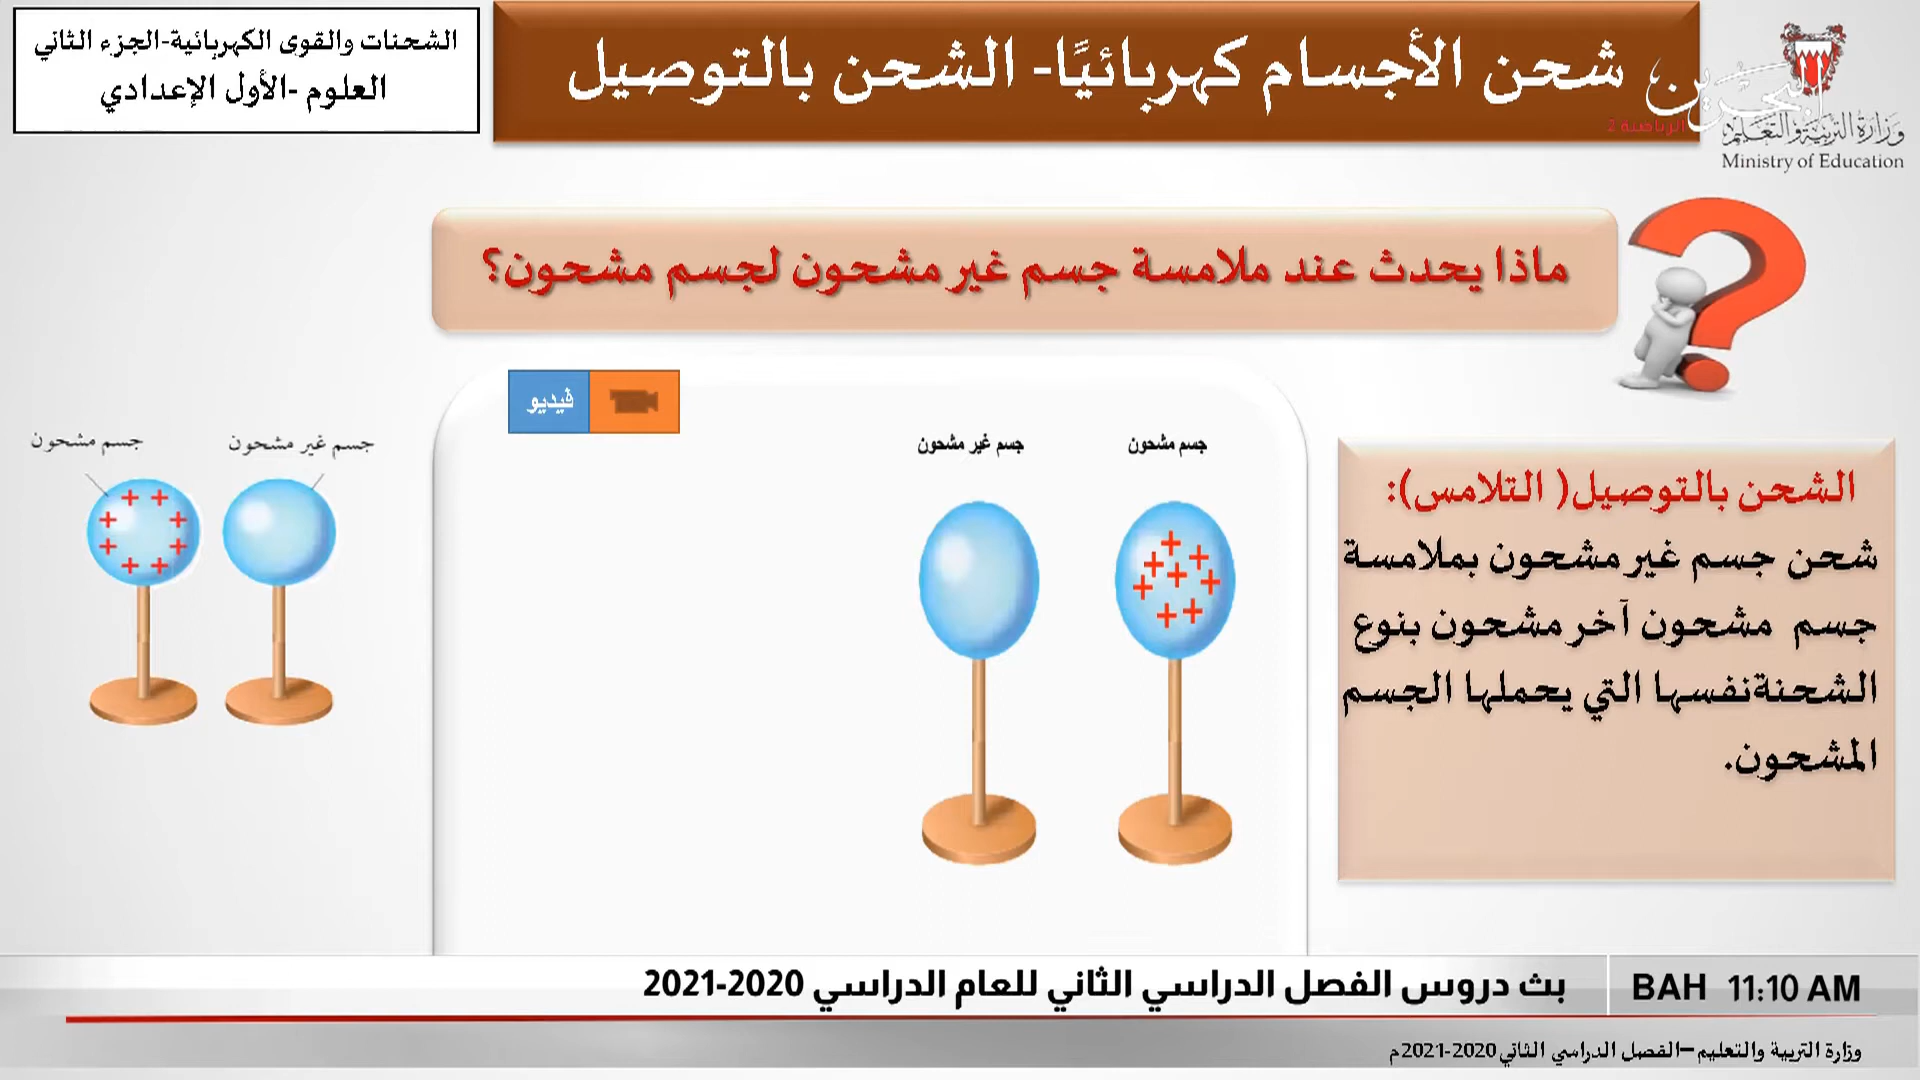 الشحنات والقوى الكهربائية-الجزء الثاني
العلوم -الأول الإعدادي
شحن الأجسام كهربائيًا- الشحن بالتوصيل
البحرين
الرياضية 2
وزارة التربية والتعليم
Ministry of Education
ماذا يحدث عند ملامسة جسم غير مشحون لجسم مشحون؟
فيديو
جسم مشحون
جسم غير مشحون
جسم غير مشحون
جسم مشحون
الشحن بالتوصيل( التلامس):
شحن جسم غير مشحون بملامسة
جسم مشحون آخر مشحون بنوع
الشحنةنفسها التي يحملها الجسم
المشحون.
بث دروس الفصل الدراسي الثاني للعام الدراسي 2020-2021
BAH 11:10 AM
وزارة التربية والتعليم –الفصل الدراسي الثاني 2020-2021م